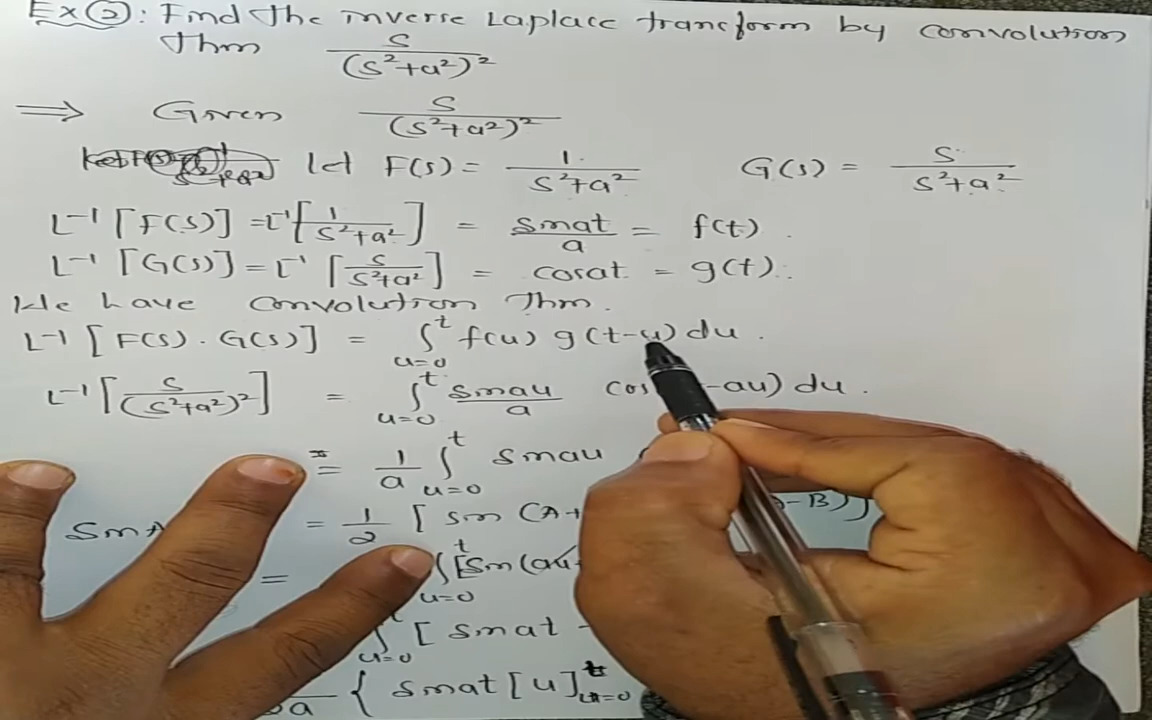 Ex②: Find the inverse Laplace transform by convolution
Thm s/(s²+a²)²
⟹ Given s/(s²+a²)²
let F(s) = 1/s²+a² G(s) = s/s²+a²
L⁻¹[F(s)] = L⁻¹[1/s²+a²] = sinat/a = f(t).
L⁻¹[G(s)] = L⁻¹[s/s²+a²] = cosat = g(t).
We have convolution Thm.
L⁻¹[F(s).G(s)] = ∫ᵗᵤ₌₀ f(u) g(t-u) du.
L⁻¹[s/(s²+a²)²] = ∫ᵗᵤ₌₀ sinau/a cos -au) du.
= 1/a ∫ᵗᵤ₌₀ sinau
SinA = 1/2 [sin (A+ -B)]
= ∫ᵗᵤ₌₀ [sin(au
∫ᵤ₌₀ [sinat -
a { sinat [u]ᵗᵤ₌₀